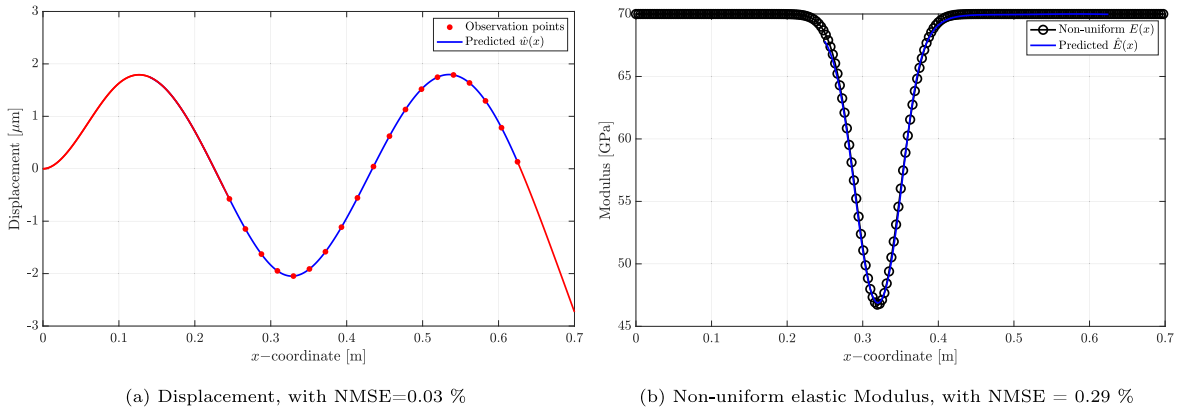 3
2
1
0
-1
-2
-3
Displacement [μm]
0
0.1
0.2
0.3
0.4
0.5
0.6
0.7
x−coordinate [m]
Observation points
Predicted ŵ(x)
(a) Displacement, with NMSE=0.03 %
70
65
60
55
50
45
Modulus [GPa]
0
0.1
0.2
0.3
0.4
0.5
0.6
0.7
x−coordinate [m]
Non-uniform E(x)
Predicted Ê(x)
(b) Non-uniform elastic Modulus, with NMSE = 0.29 %